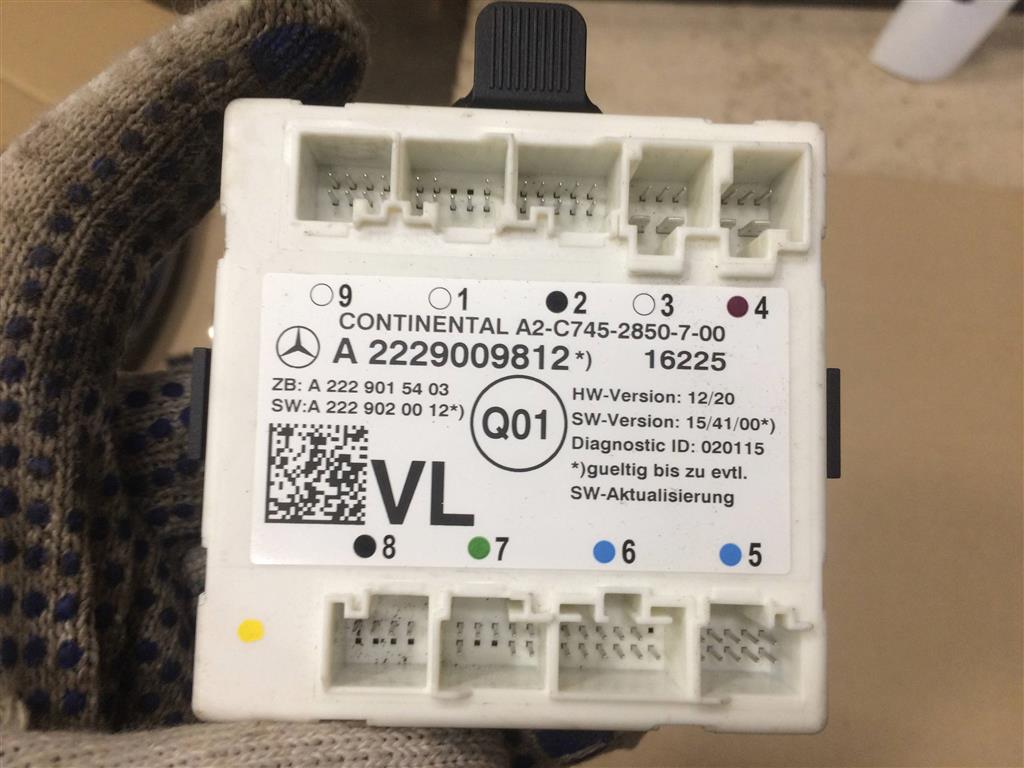 9 1 2 3 4
CONTINENTAL A2-C745-2850-7-00
A 2229009812*) 16225
ZB: A 222 901 54 03
SW:A 222 902 00 12*)
Q01
HW-Version: 12/20
SW-Version: 15/41/00*)
Diagnostic ID: 020115
*)gueltig bis zu evtl.
SW-Aktualisierung
VL
8 7 6 5